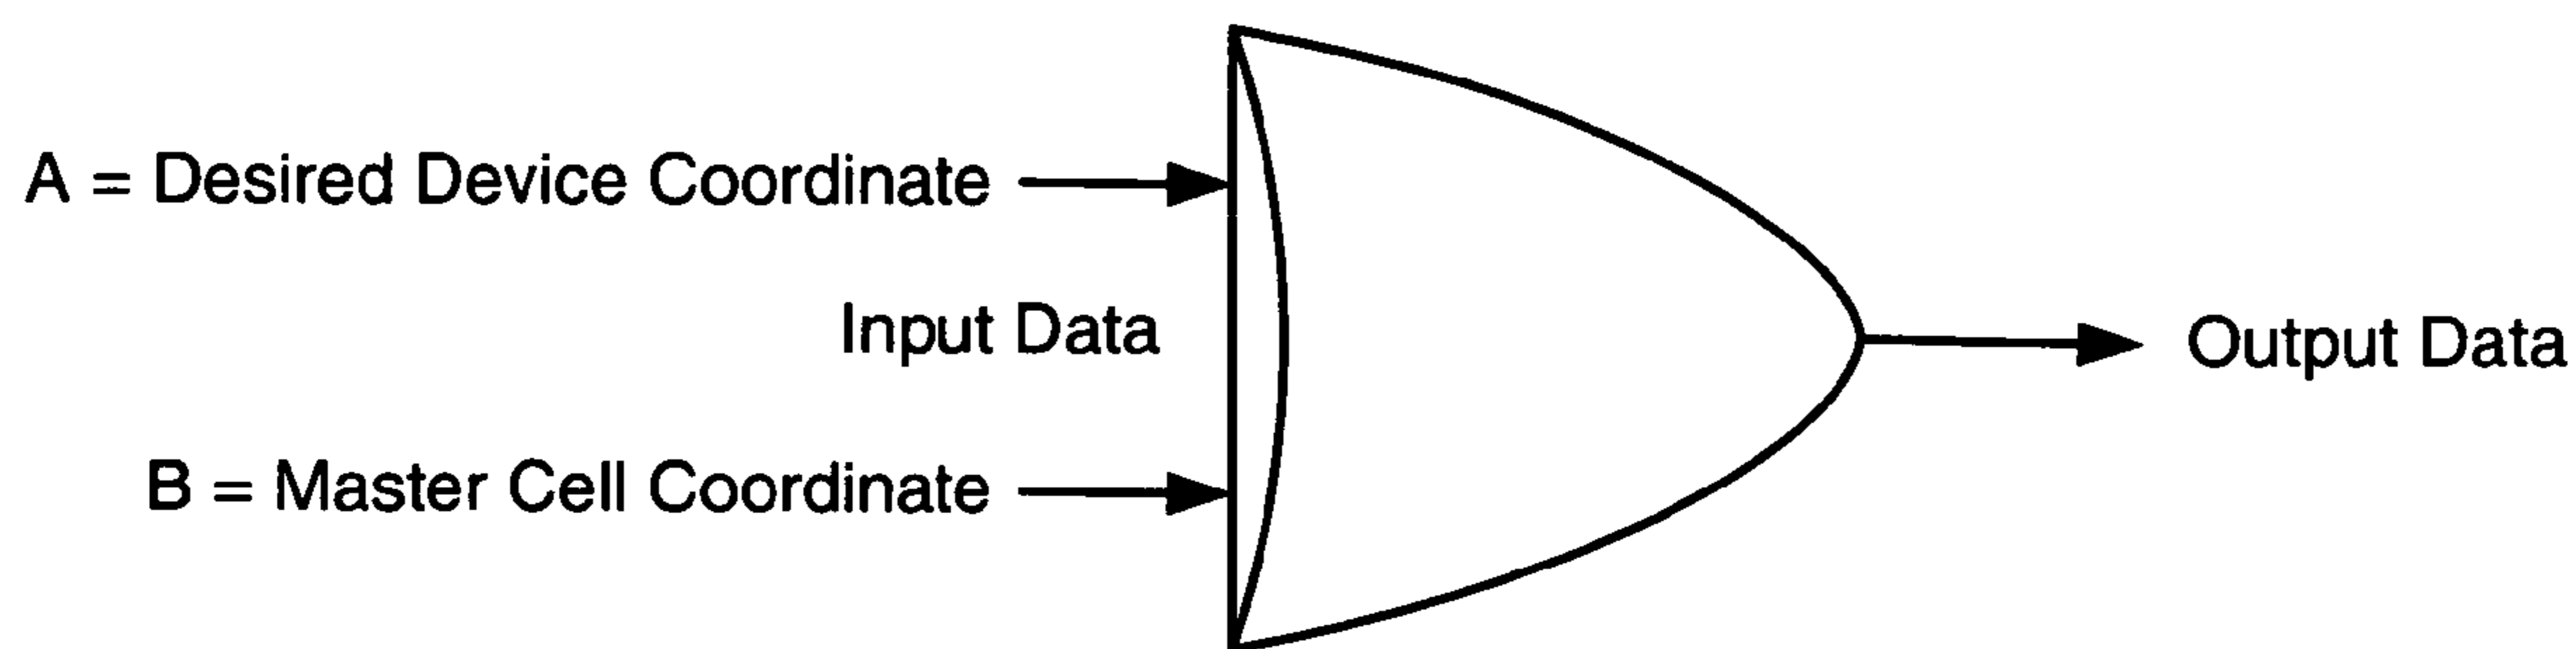 A = Desired Device Coordinate
Input Data
Output Data
B = Master Cell Coordinate